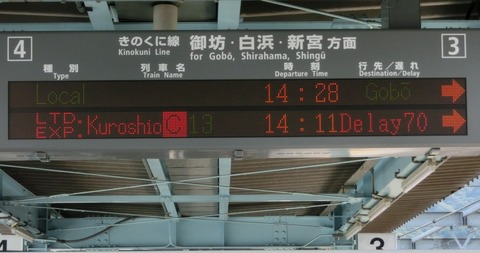 4 きのくに線 御坊・白浜・新宮 方面 3
Kinokuni Line for Gobō, Shirahama, Shingū
種別 列車名 時刻 行先/遅れ
Type Train Name Departure Time Destination/Delay
Local 14:28 Gobō →
LTD. EXP. Kuroshio C 13 14:11 Delay70 →
3